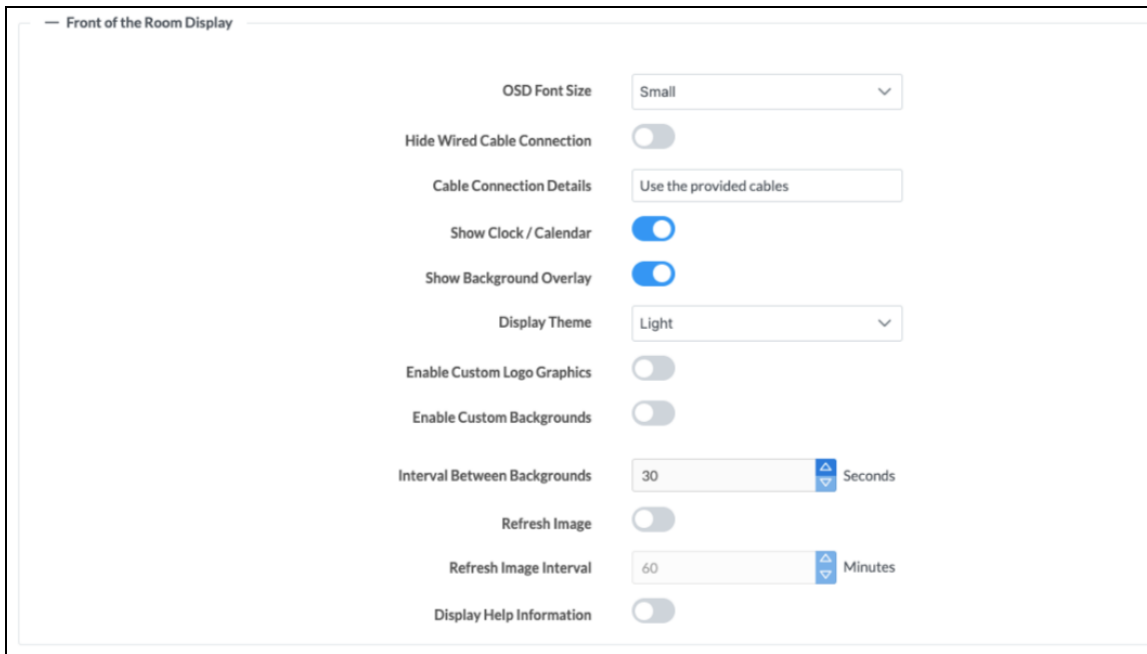 — Front of the Room Display
OSD Font Size Small
Hide Wired Cable Connection
Cable Connection Details Use the provided cables
Show Clock / Calendar
Show Background Overlay
Display Theme Light
Enable Custom Logo Graphics
Enable Custom Backgrounds
Interval Between Backgrounds 30 Seconds
Refresh Image
Refresh Image Interval 60 Minutes
Display Help Information